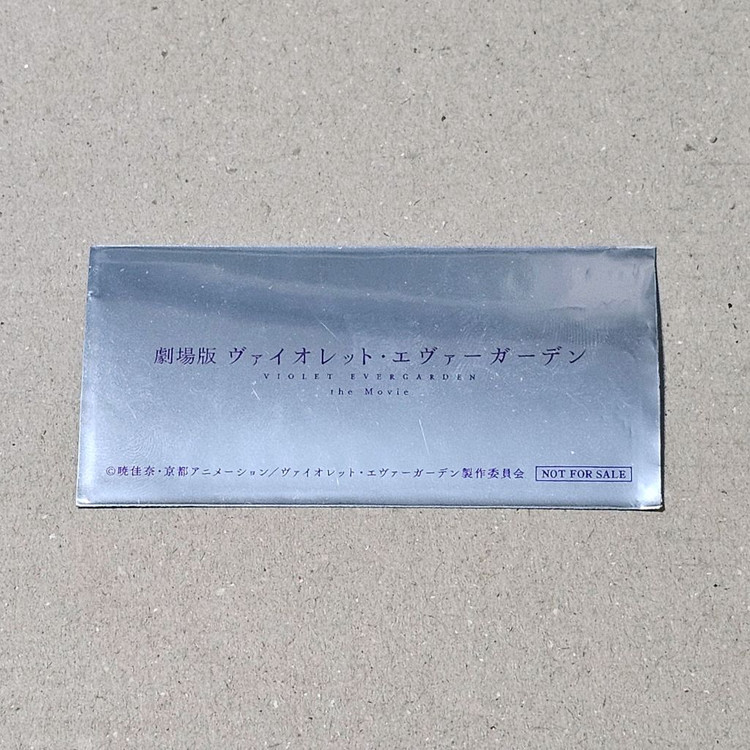 劇場版 ヴァイオレット・エヴァーガーデン
VIOLET EVERGARDEN
the Movie
©暁佳奈・京都アニメーション／ヴァイオレット・エヴァーガーデン製作委員会 NOT FOR SALE